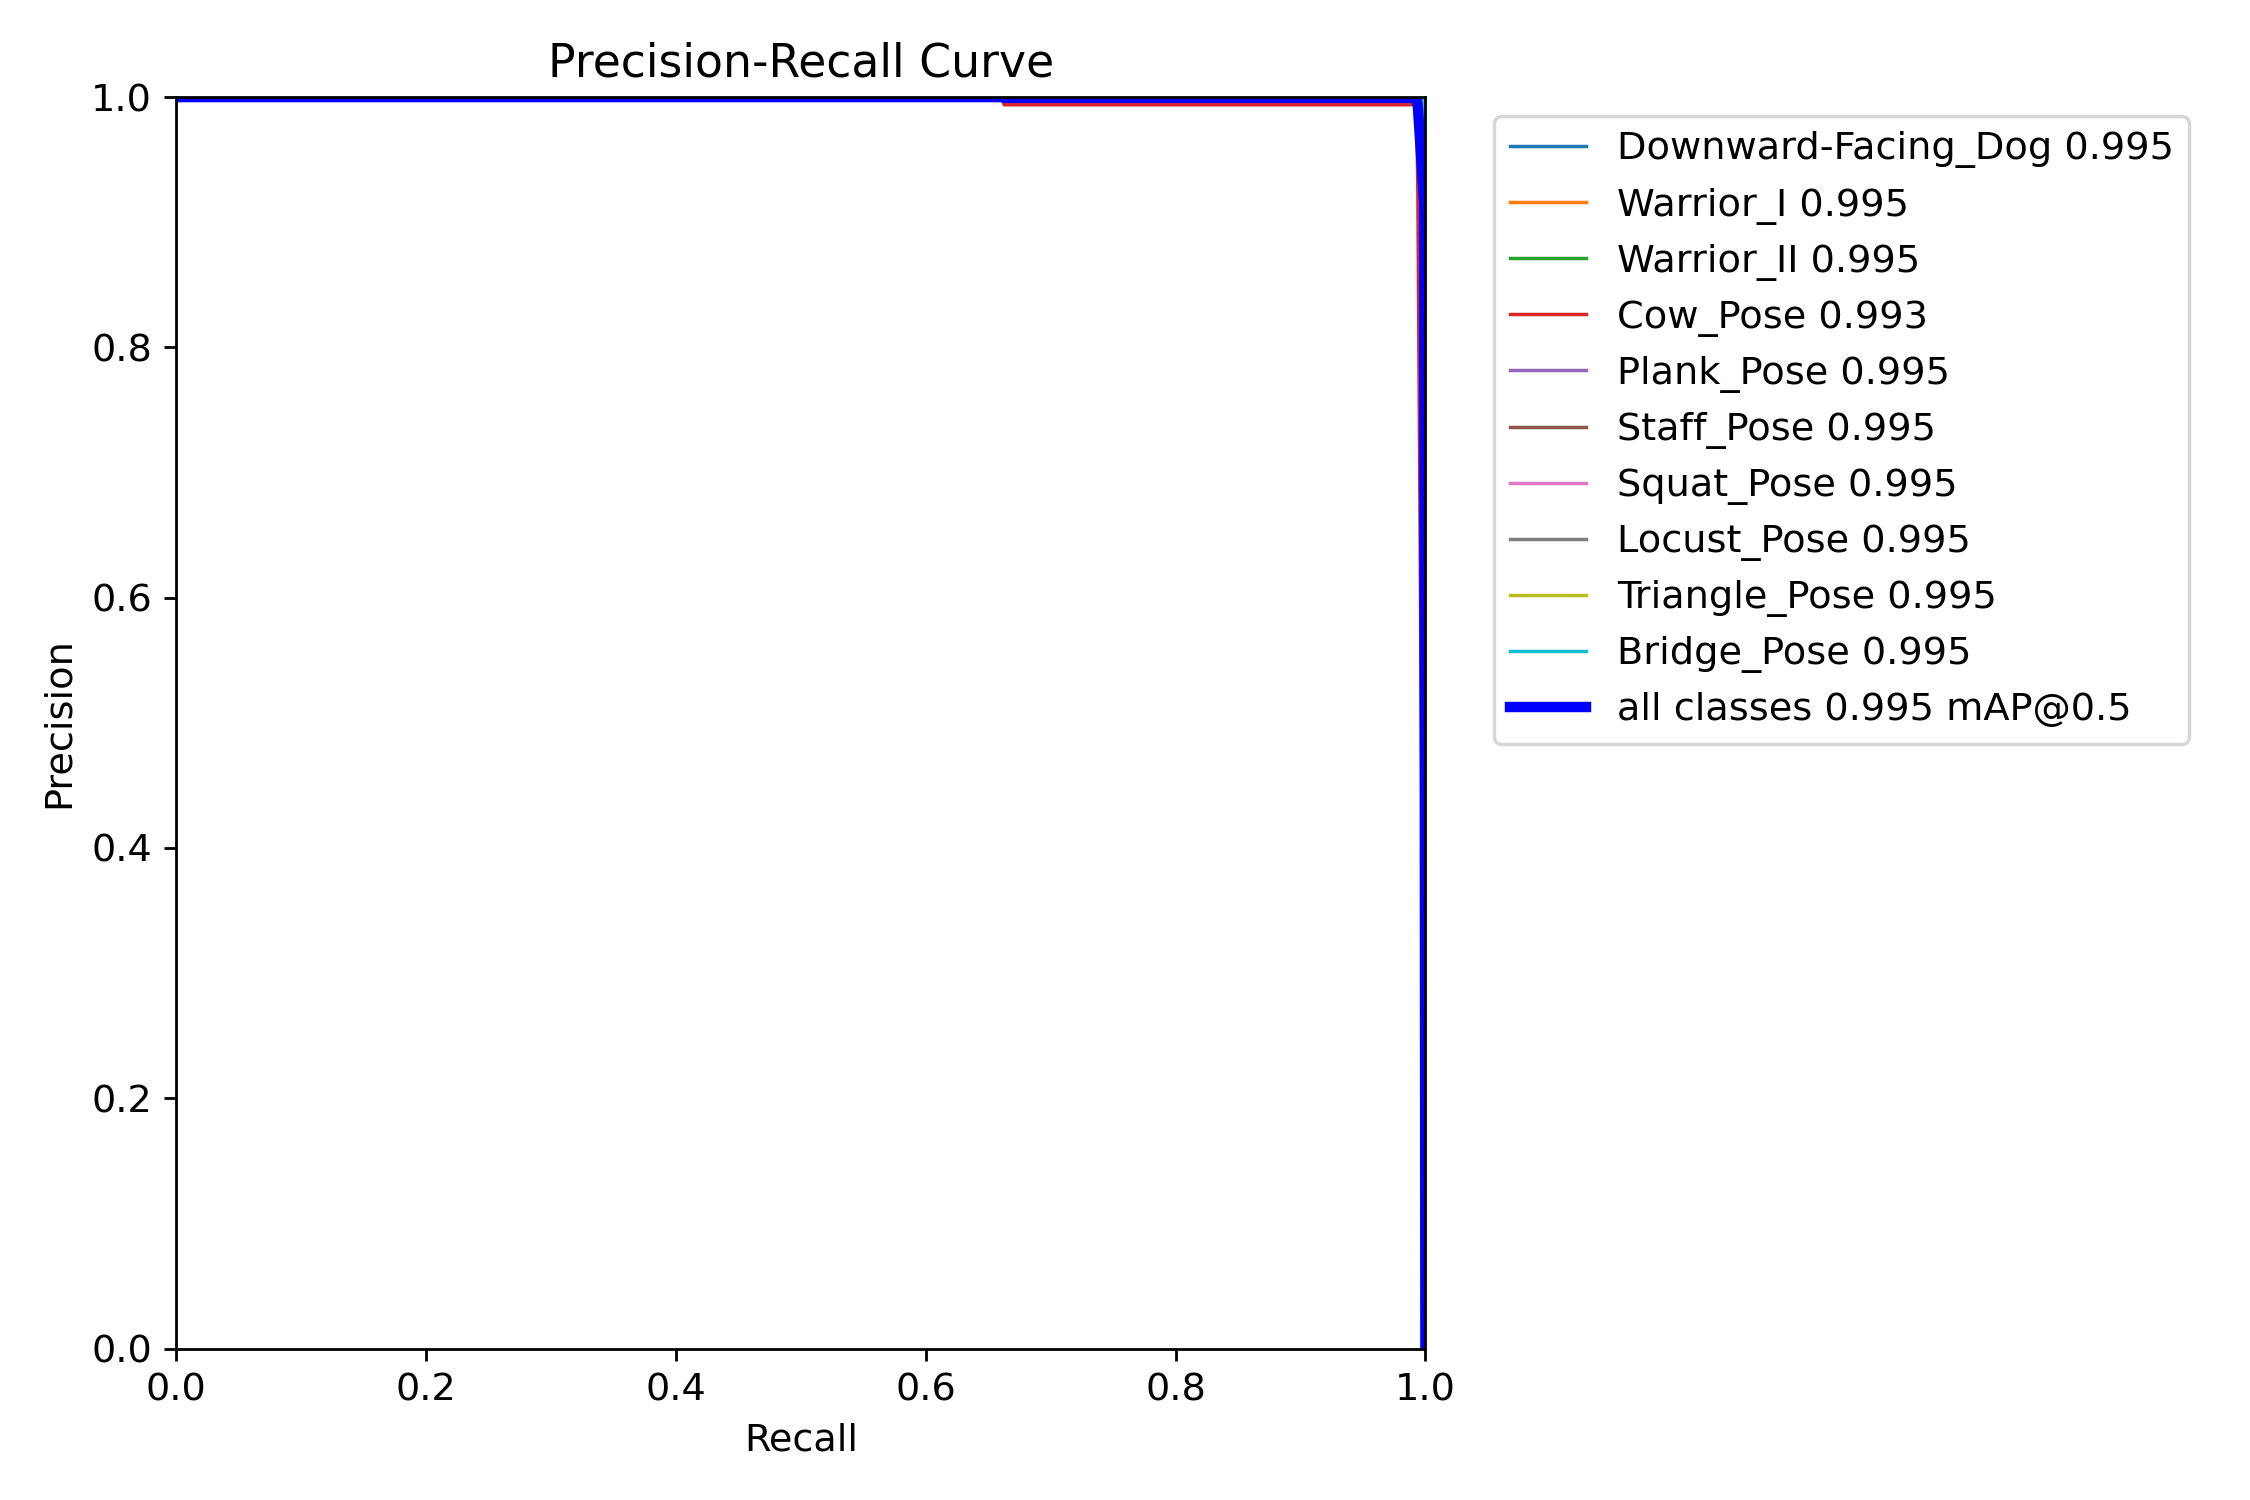 Precision-Recall Curve
1.0
0.8
0.6
0.4
0.2
0.0
Precision
0.0 0.2 0.4 0.6 0.8 1.0
Recall
Downward-Facing_Dog 0.995
Warrior_I 0.995
Warrior_II 0.995
Cow_Pose 0.993
Plank_Pose 0.995
Staff_Pose 0.995
Squat_Pose 0.995
Locust_Pose 0.995
Triangle_Pose 0.995
Bridge_Pose 0.995
all classes 0.995 mAP@0.5